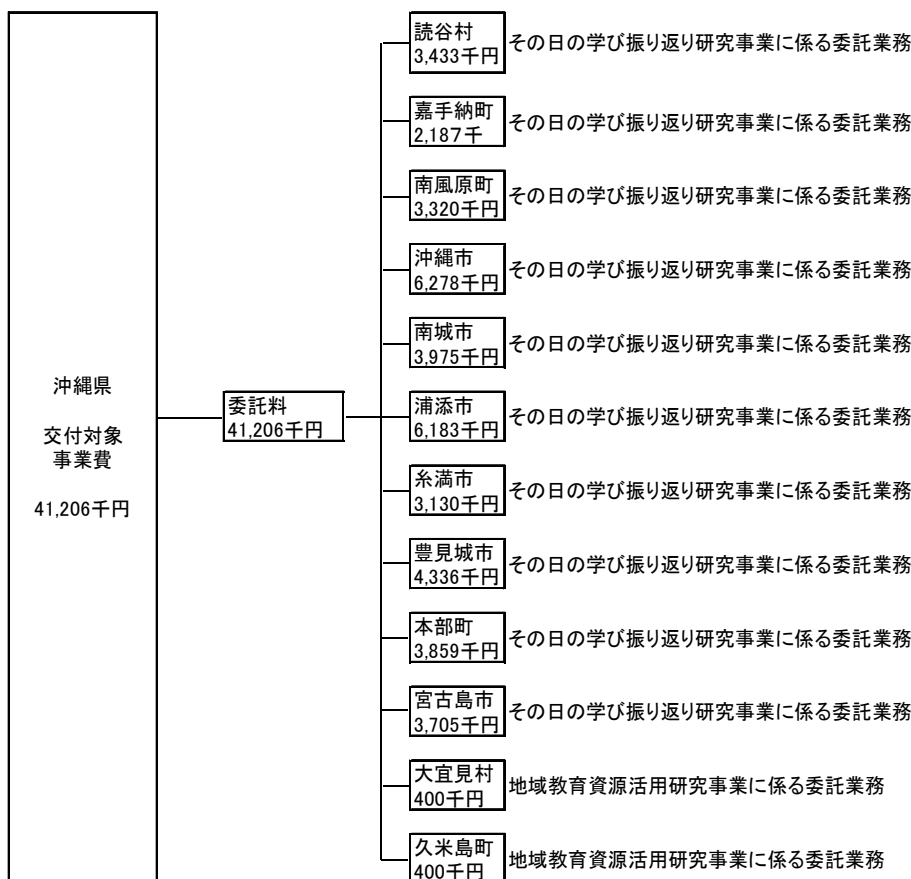 沖縄県
交付対象
事業費
41,206千円
委託料
41,206千円
読谷村
3,433千円
その日の学び振り返り研究事業に係る委託業務
嘉手納町
2,187千
その日の学び振り返り研究事業に係る委託業務
南風原町
3,320千円
その日の学び振り返り研究事業に係る委託業務
沖縄市
6,278千円
その日の学び振り返り研究事業に係る委託業務
南城市
3,975千円
その日の学び振り返り研究事業に係る委託業務
浦添市
6,183千円
その日の学び振り返り研究事業に係る委託業務
糸満市
3,130千円
その日の学び振り返り研究事業に係る委託業務
豊見城市
4,336千円
その日の学び振り返り研究事業に係る委託業務
本部町
3,859千円
その日の学び振り返り研究事業に係る委託業務
宮古島市
3,705千円
その日の学び振り返り研究事業に係る委託業務
大宜見村
400千円
地域教育資源活用研究事業に係る委託業務
久米島町
400千円
地域教育資源活用研究事業に係る委託業務